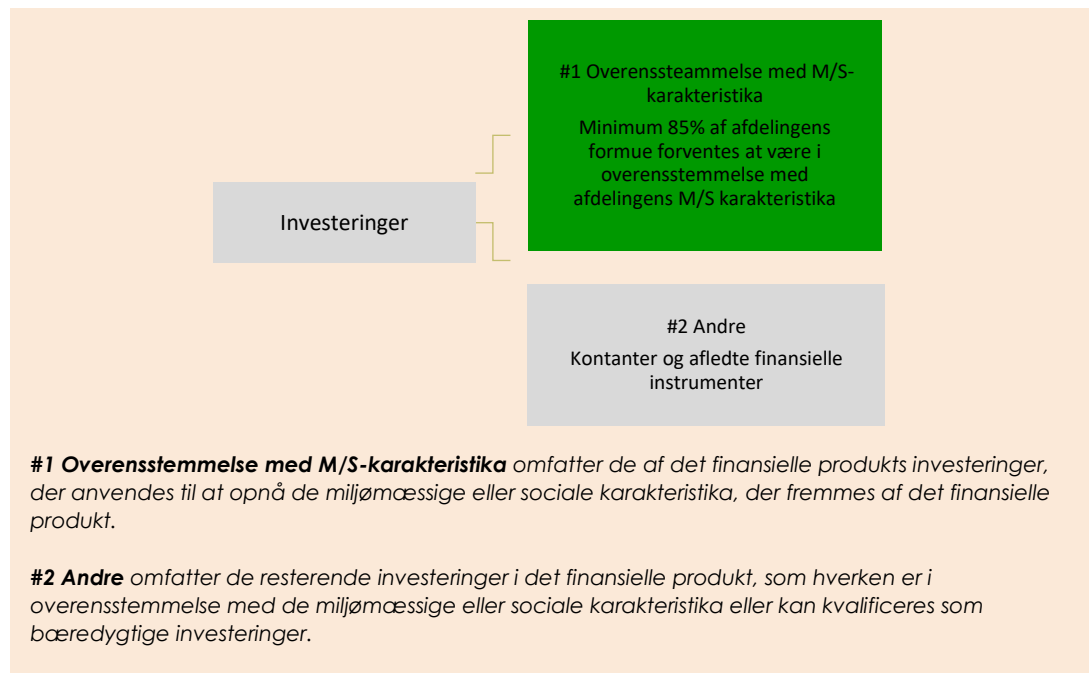 #1 Overenssteammelse med M/S-
karakteristika
Minimum 85% af afdelingens
formue forventes at være i
overensstemmelse med
afdelingens M/S karakteristika
Investeringer
#2 Andre
Kontanter og afledte finansielle
instrumenter
#1 Overensstemmelse med M/S-karakteristika omfatter de af det finansielle produkts investeringer,
der anvendes til at opnå de miljømæssige eller sociale karakteristika, der fremmes af det finansielle
produkt.
#2 Andre omfatter de resterende investeringer i det finansielle produkt, som hverken er i
overensstemmelse med de miljømæssige eller sociale karakteristika eller kan kvalificeres som
bæredygtige investeringer.